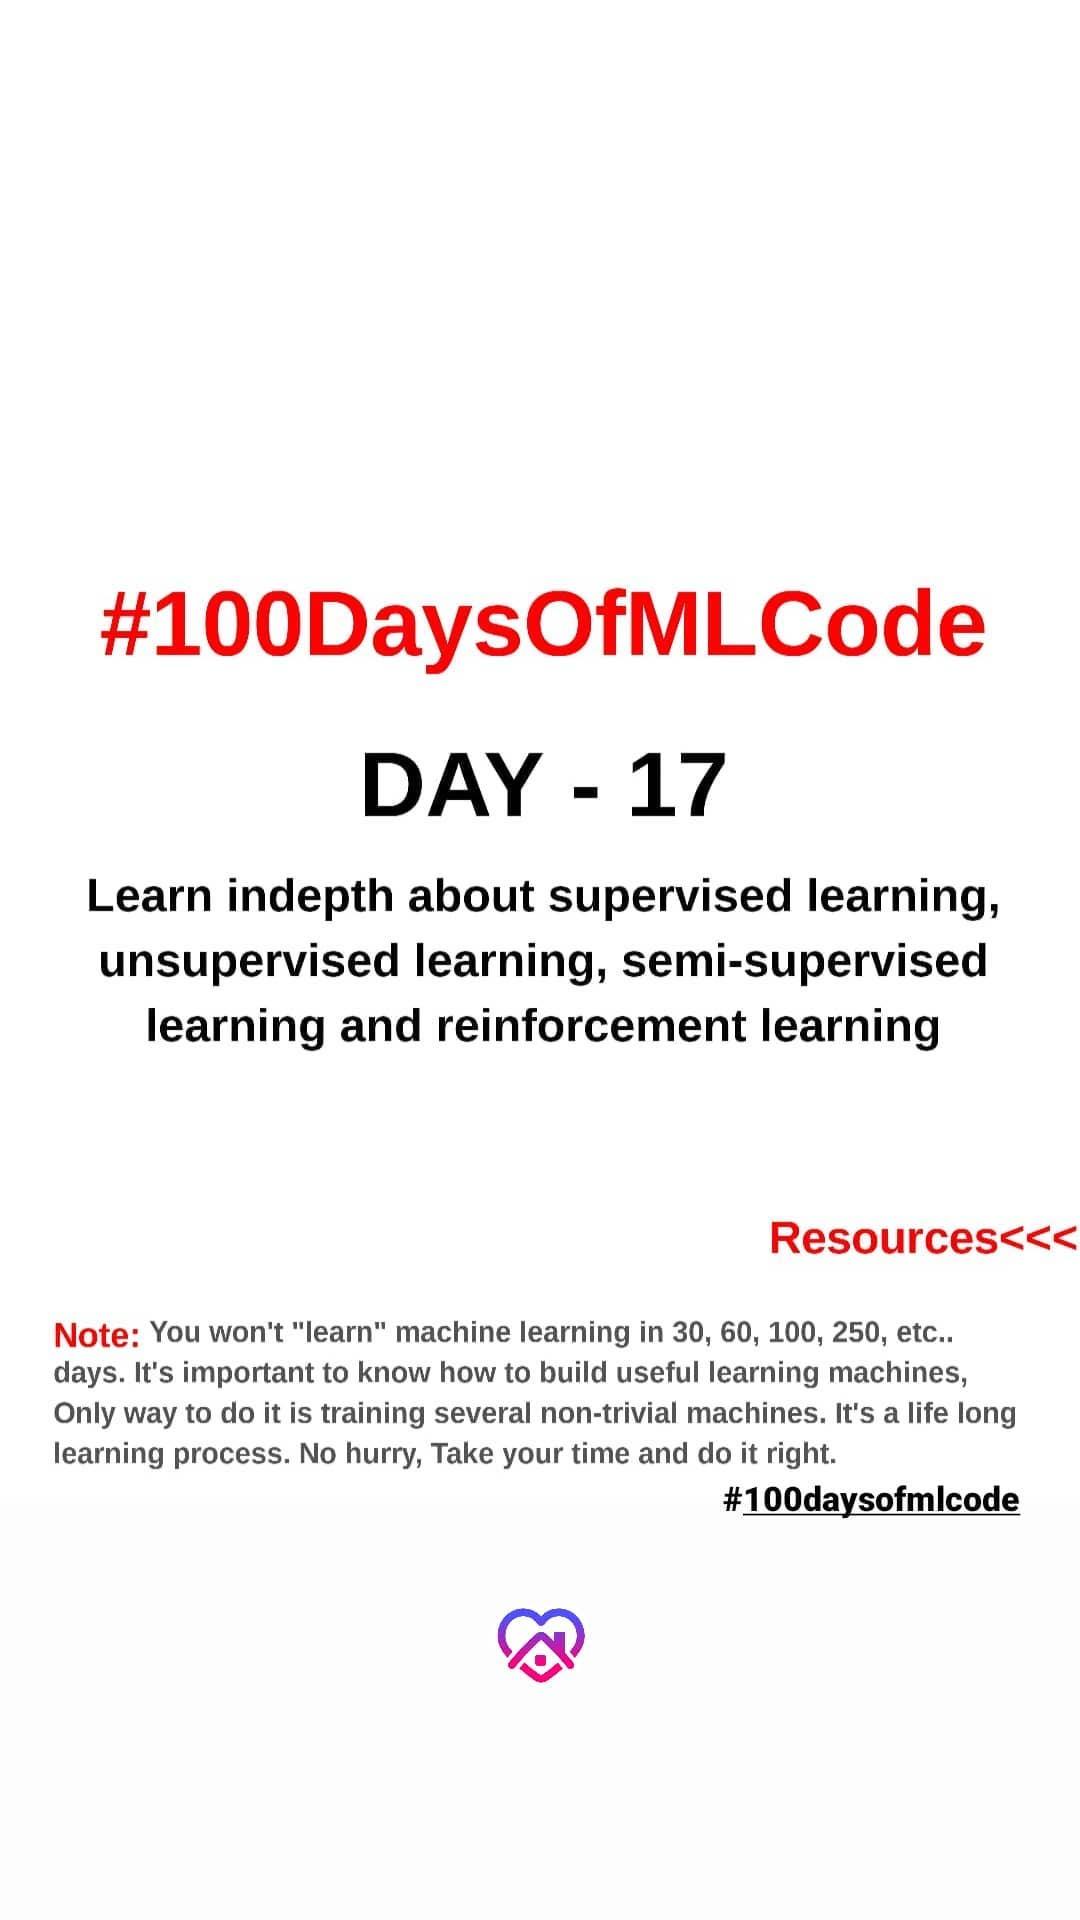 #100DaysOfMLCode
DAY - 17
Learn indepth about supervised learning,
unsupervised learning, semi-supervised
learning and reinforcement learning
Resources<<<
Note: You won't "learn" machine learning in 30, 60, 100, 250, etc..
days. It's important to know how to build useful learning machines,
Only way to do it is training several non-trivial machines. It's a life long
learning process. No hurry, Take your time and do it right.
#100daysofmlcode